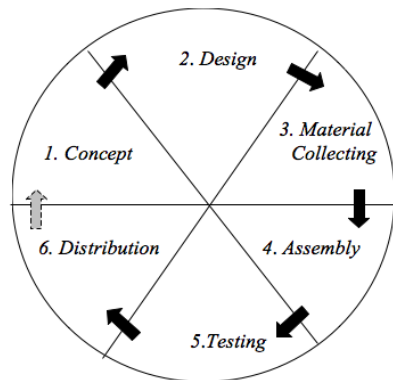 1. Concept
2. Design
3. Material
Collecting
4. Assembly
5.Testing
6. Distribution